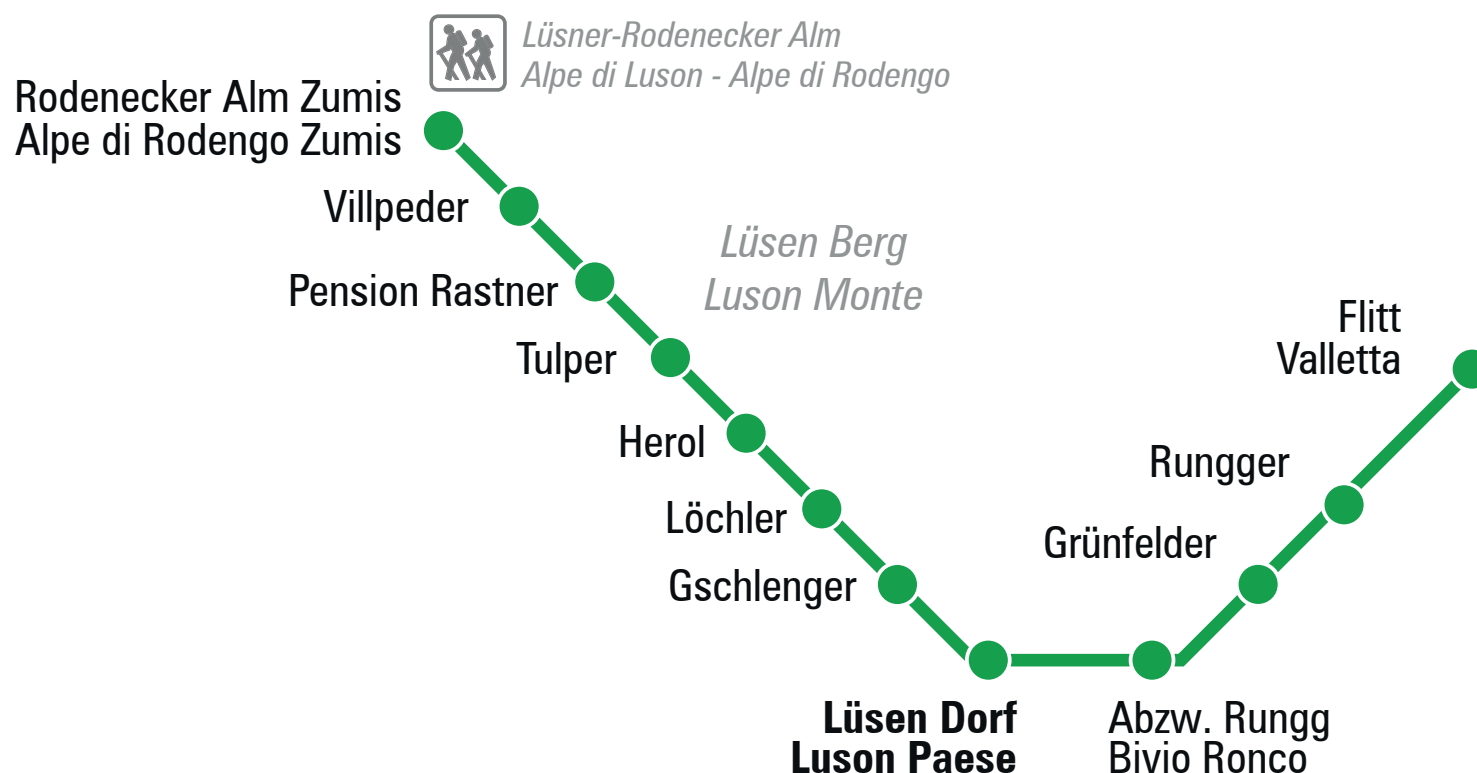 Lüsner-Rodenecker Alm
Alpe di Luson - Alpe di Rodengo
Rodenecker Alm Zumis
Alpe di Rodengo Zumis
Villpeder
Lüsen Berg
Luson Monte
Pension Rastner
Flitt
Valletta
Tulper
Herol
Rungger
Löchler
Grünfelder
Gschlenger
Lüsen Dorf
Luson Paese
Abzw. Rungg
Bivio Ronco